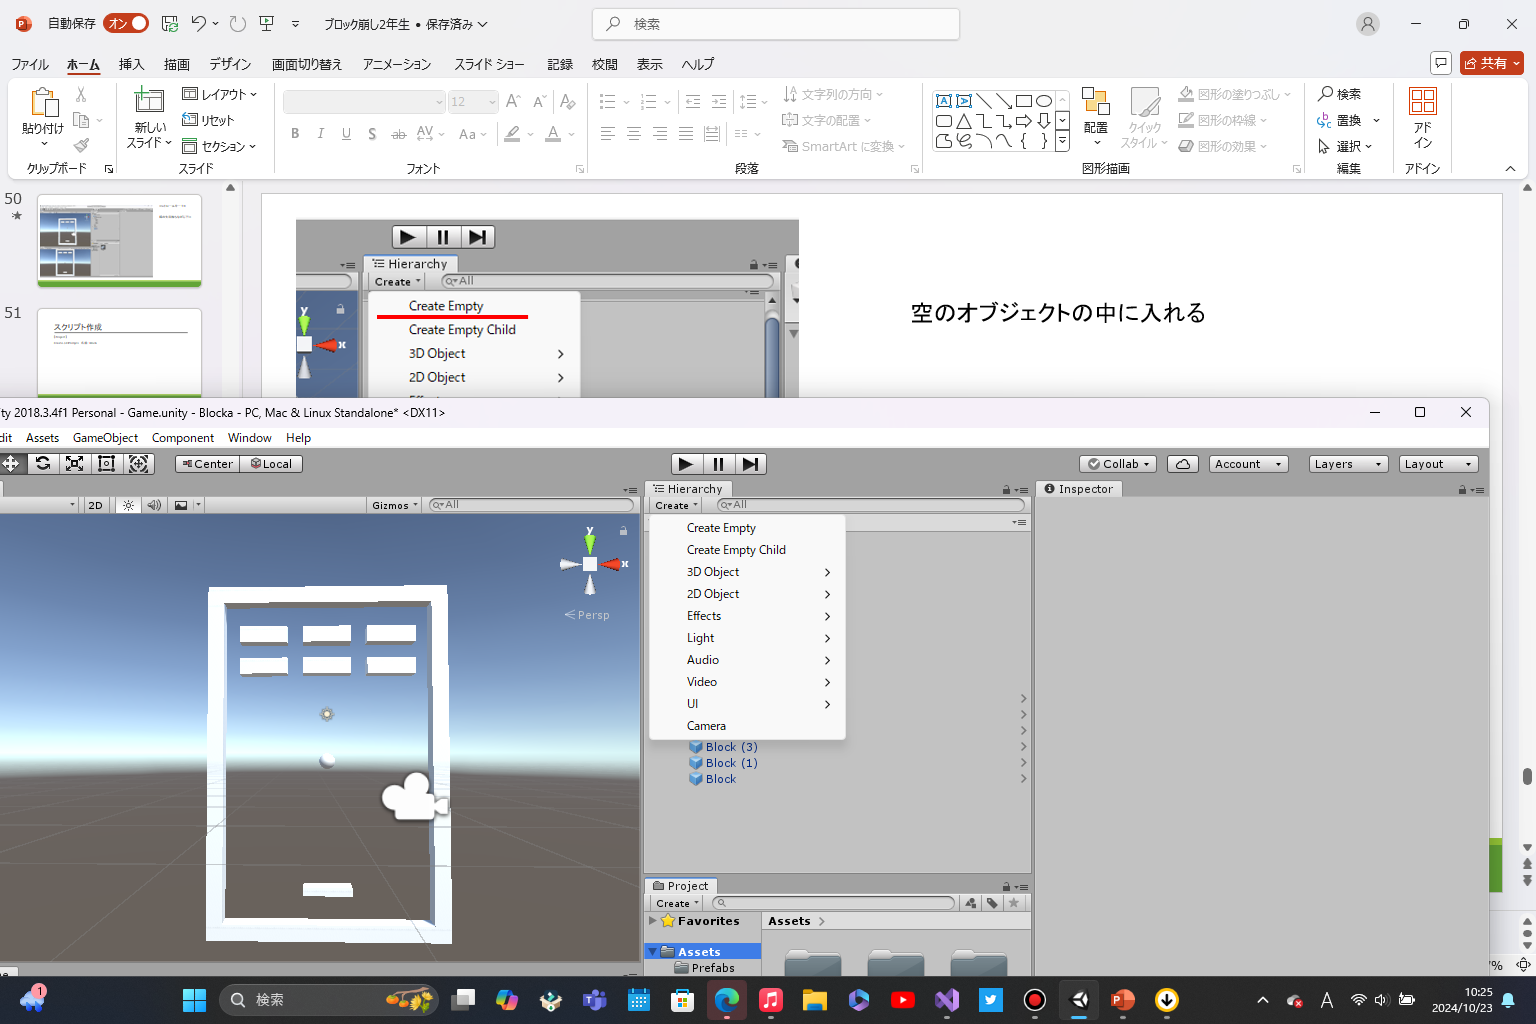 自動保存 オン ブロック崩し2年生 • 保存済み 検索
ファイル ホーム 挿入 描画 デザイン 画面切り替え アニメーション スライド ショー 記録 校閲 表示 ヘルプ 共有
貼り付け 新しい スライド レイアウト リセット セクション 12
B I U S ab AV Aa A
文字列の方向 文字の配置 SmartArt に変換
配置 クイック スタイル 図形の塗りつぶし 図形の枠線 図形の効果
検索 置換 選択 アド イン
クリップボード スライド フォント 段落 図形描画 編集 アドイン
50
51
スクリプト作成
Hierarchy
Create All
Create Empty
Create Empty Child
3D Object
2D Object
空のオブジェクトの中に入れる
ty 2018.3.4f1 Personal - Game.unity - Blocka - PC, Mac & Linux Standalone* <DX11>
dit Assets GameObject Component Window Help
Center Local Collab Account Layers Layout
Hierarchy Inspector
2D Gizmos All Create All
Create Empty
Create Empty Child
3D Object
2D Object
Effects
Light
Audio
Video
UI
Camera
y
x
Persp
Block (3)
Block (1)
Block
Project
Create
Favorites Assets
Assets
Prefabs
7%
1 検索 A 10:25
2024/10/23